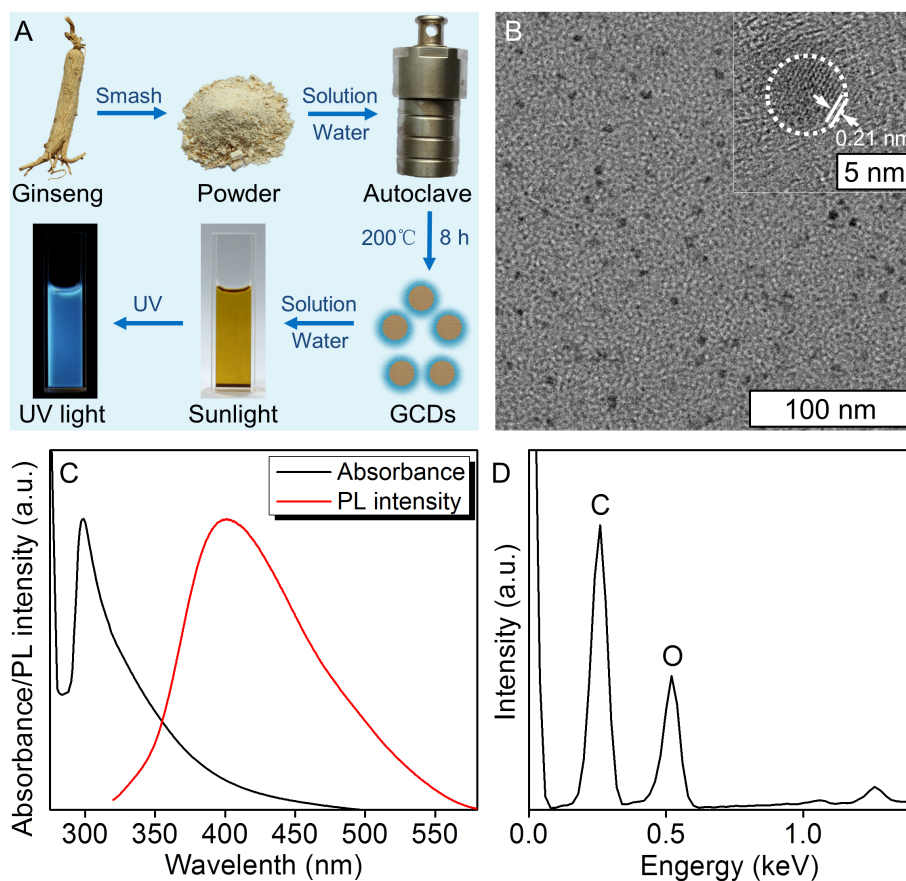 A
Smash
Solution
Water
Ginseng
Powder
Autoclave
200℃
8 h
UV
Solution
Water
UV light
Sunlight
GCDs
B
0.21 nm
5 nm
100 nm
C
Absorbance
PL intensity
Absorbance/PL intensity (a.u.)
300 350 400 450 500 550
Wavelenth (nm)
D
C
O
Intensity (a.u.)
0.0 0.5 1.0
Engergy (keV)